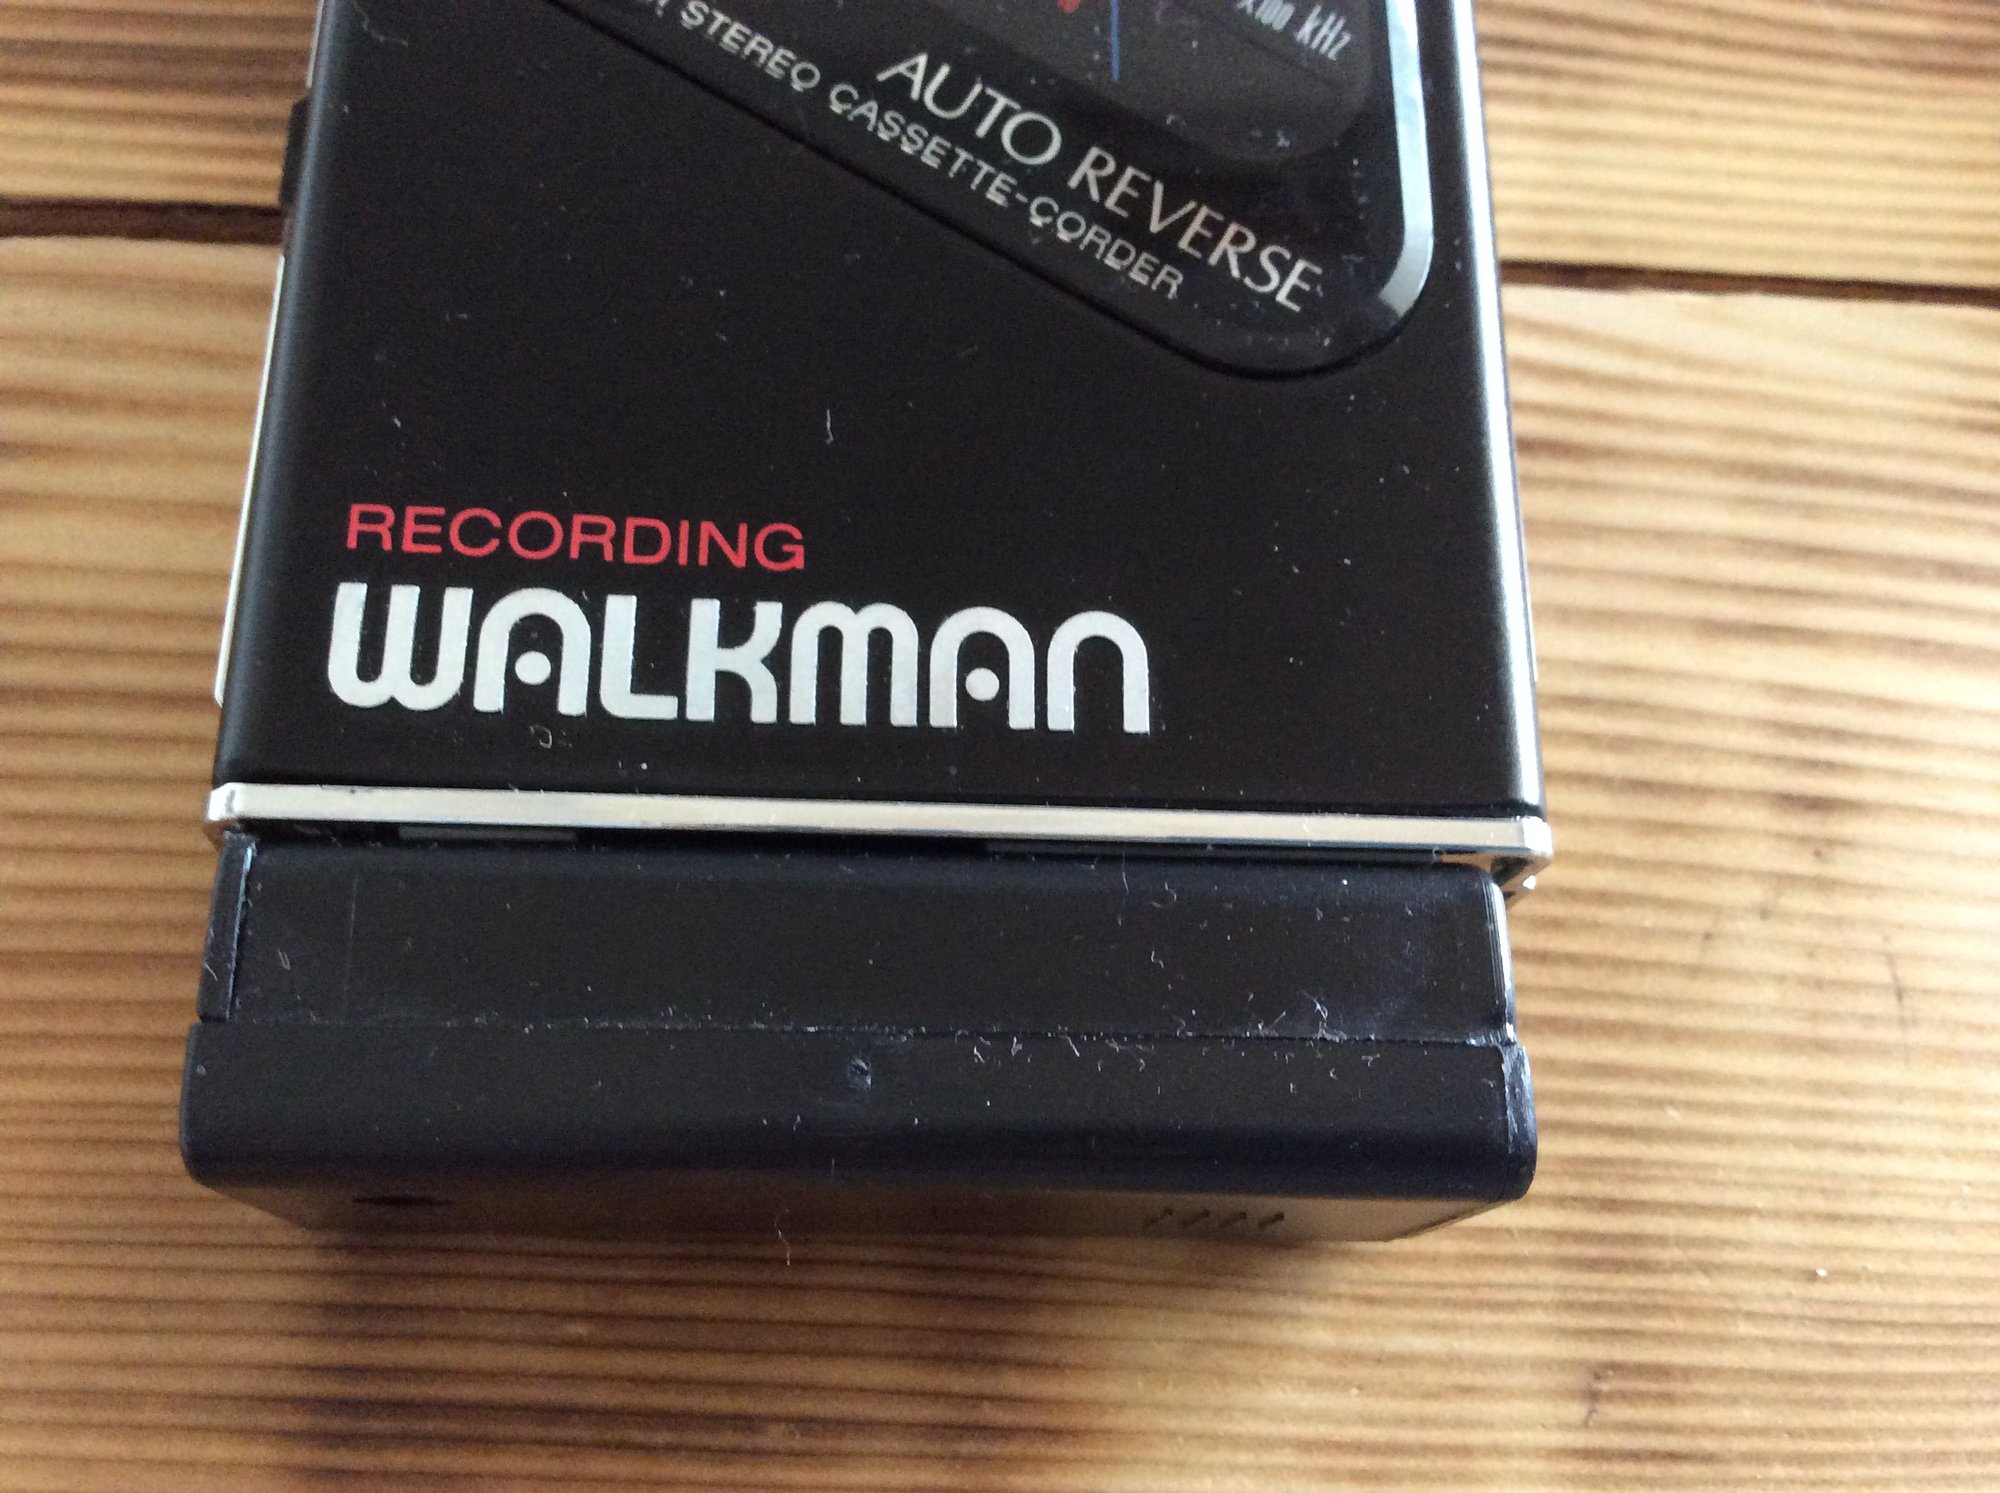 x100 kHz
AUTO REVERSE
STEREO CASSETTE-CORDER
RECORDING
WALKMAN